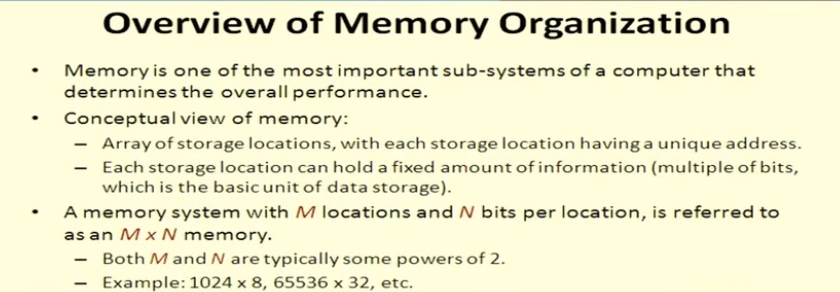 Overview of Memory Organization
• Memory is one of the most important sub-systems of a computer that
determines the overall performance.
• Conceptual view of memory:
– Array of storage locations, with each storage location having a unique address.
– Each storage location can hold a fixed amount of information (multiple of bits,
which is the basic unit of data storage).
• A memory system with M locations and N bits per location, is referred to
as an M x N memory.
– Both M and N are typically some powers of 2.
– Example: 1024 x 8, 65536 x 32, etc.